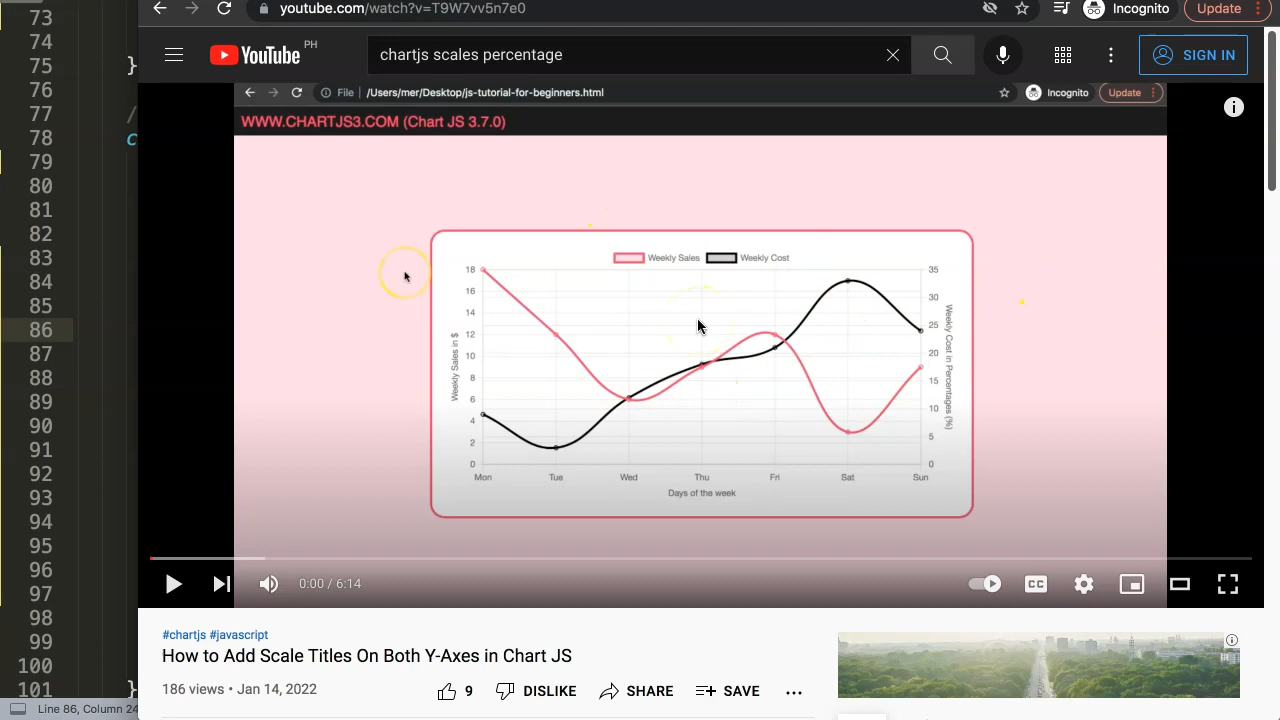 73
74
75 }
76
77 /
78 c
79
80
81
82
83
84
85
86
87
88
89
90
91
92
93
94
95
96
97
98
99
100
101 }
Line 86, Column 24
youtube.com/watch?v=T9W7vv5n7e0
Incognito
Update
YouTube PH
chartjs scales percentage
SIGN IN
File | /Users/mer/Desktop/js-tutorial-for-beginners.html
Incognito
Update
WWW.CHARTJS3.COM (Chart JS 3.7.0)
Weekly Sales Weekly Cost
18
16
14
12
10
8
6
4
2
0
Weekly Sales in $
35
30
25
20
15
10
5
0
Weekly Cost in Percentages (%)
Mon Tue Wed Thu Fri Sat Sun
Days of the week
0:00 / 6:14
CC
#chartjs #javascript
How to Add Scale Titles On Both Y-Axes in Chart JS
186 views • Jan 14, 2022
9 DISLIKE SHARE SAVE